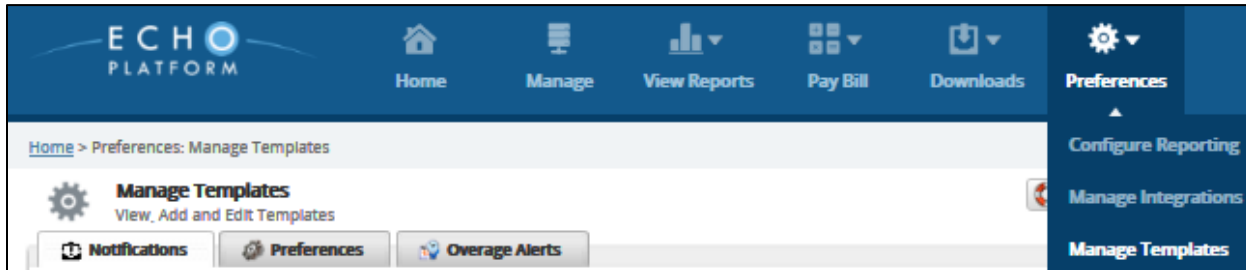 ECHO
PLATFORM
Home
Manage
View Reports
Pay Bill
Downloads
Preferences
Home > Preferences: Manage Templates
Configure Reporting
Manage Templates
View, Add and Edit Templates
Manage Integrations
Notifications
Preferences
Overage Alerts
Manage Templates